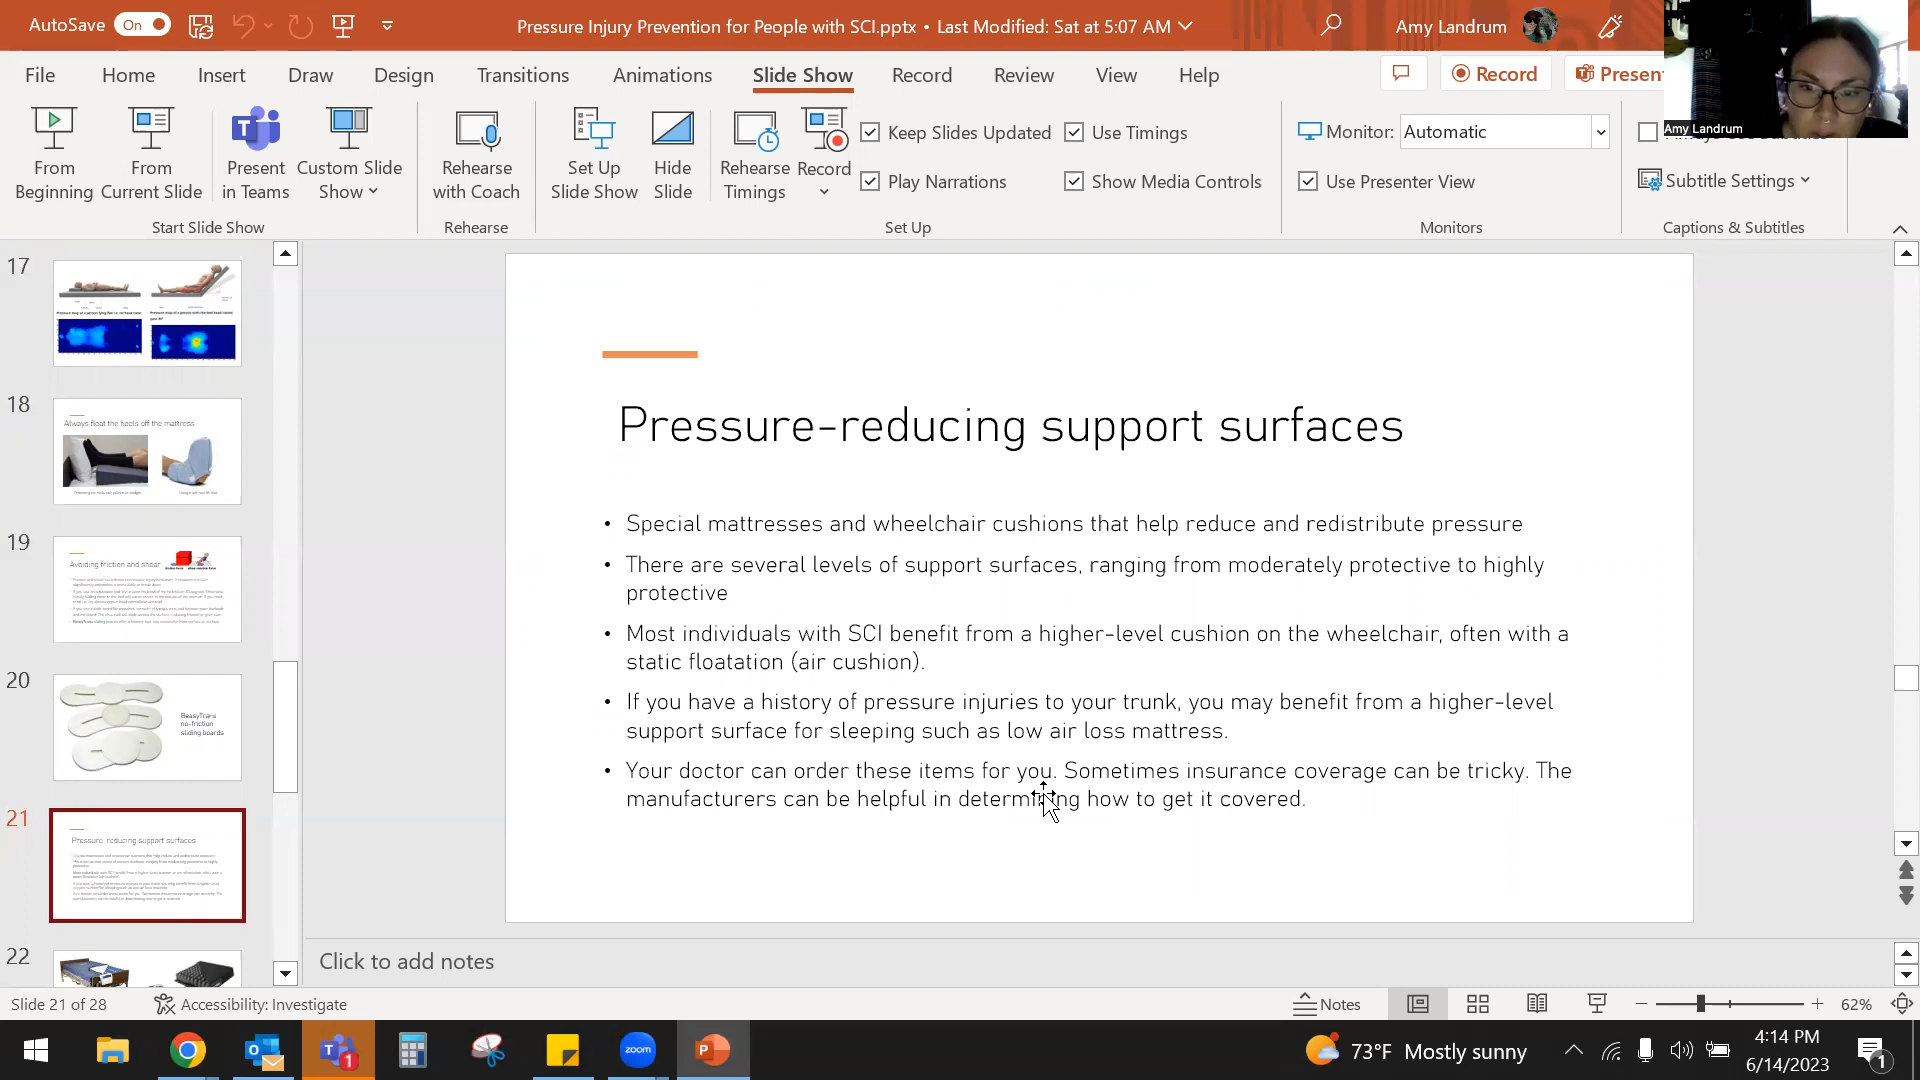 AutoSave On
Pressure Injury Prevention for People with SCI.pptx • Last Modified: Sat at 5:07 AM
Amy Landrum
File Home Insert Draw Design Transitions Animations Slide Show Record Review View Help
Record
Presen
Amy Landrum
From Beginning
From Current Slide
Present in Teams
Custom Slide Show
Rehearse with Coach
Set Up Slide Show
Hide Slide
Rehearse Timings
Record
Keep Slides Updated
Use Timings
Play Narrations
Show Media Controls
Monitor: Automatic
Use Presenter View
Subtitle Settings
Start Slide Show
Rehearse
Set Up
Monitors
Captions & Subtitles
17
18
Always float the heels off the mattress
19
Avoiding friction and shear
20
BeasyTrans
no-friction
sliding boards
21
Pressure-reducing support surfaces
22
Pressure-reducing support surfaces
• Special mattresses and wheelchair cushions that help reduce and redistribute pressure
• There are several levels of support surfaces, ranging from moderately protective to highly
protective
• Most individuals with SCI benefit from a higher-level cushion on the wheelchair, often with a
static floatation (air cushion).
• If you have a history of pressure injuries to your trunk, you may benefit from a higher-level
support surface for sleeping such as low air loss mattress.
• Your doctor can order these items for you. Sometimes insurance coverage can be tricky. The
manufacturers can be helpful in determining how to get it covered.
Click to add notes
Slide 21 of 28
Accessibility: Investigate
Notes
62%
zoom
73°F Mostly sunny
4:14 PM
6/14/2023
1
1